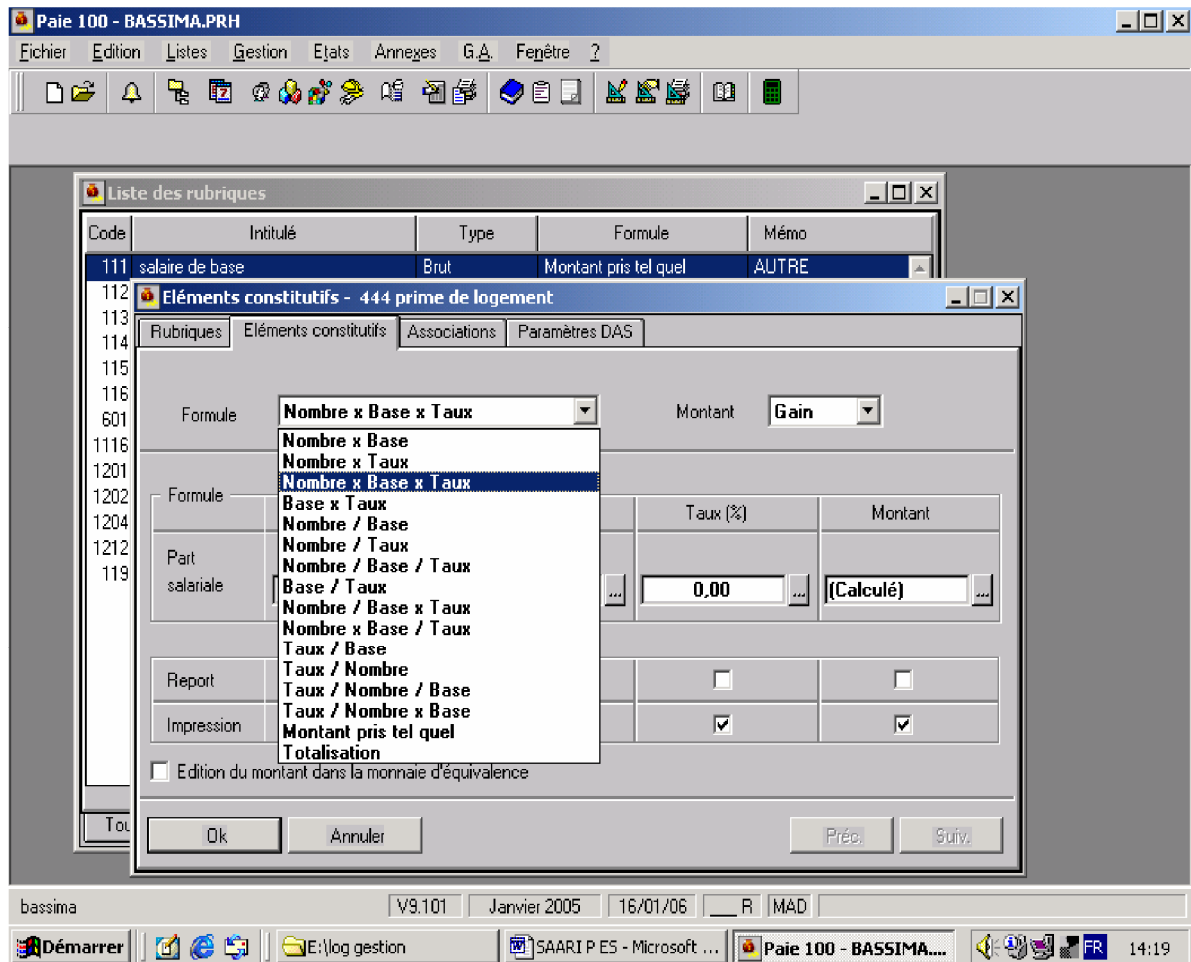 Paie 100 - BASSIMA.PRH
Fichier Edition Listes Gestion Etats Annexes G.A. Fenêtre ?
Liste des rubriques
Code Intitulé Type Formule Mémo
111 salaire de base Brut Montant pris tel quel AUTRE
112
113
114
115
116
601
1116
1201
1202
1204
1212
119
Eléments constitutifs - 444 prime de logement
Rubriques Eléments constitutifs Associations Paramètres DAS
Formule Nombre x Base x Taux Montant Gain
Nombre x Base
Nombre x Taux
Nombre x Base x Taux
Base x Taux
Nombre / Base
Nombre / Taux
Nombre / Base / Taux
Base / Taux
Nombre / Base x Taux
Nombre x Base / Taux
Taux / Base
Taux / Nombre
Taux / Nombre / Base
Taux / Nombre x Base
Montant pris tel quel
Totalisation
Formule Taux (%) Montant
Part
salariale ... 0,00 ... (Calculé) ...
Report
Impression
Edition du montant dans la monnaie d'équivalence
Ok Annuler Préc. Suiv.
bassima V9.101 Janvier 2005 16/01/06 ___ R MAD
Démarrer E:\log gestion SAARI P ES - Microsoft ... Paie 100 - BASSIMA.... FR 14:19